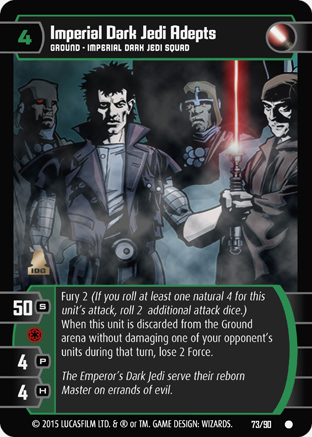 4
Imperial Dark Jedi Adepts
GROUND - IMPERIAL DARK JEDI SQUAD
50 S
Fury 2 (If you roll at least one natural 4 for this
unit's attack, roll 2 additional attack dice.)
When this unit is discarded from the Ground
arena without damaging one of your opponent's
units during that turn, lose 2 Force.
4 P
4 H
The Emperor's Dark Jedi serve their reborn
Master on errands of evil.
© 2015 LUCASFILM LTD. & ® or TM. GAME DESIGN: WIZARDS. 73/90